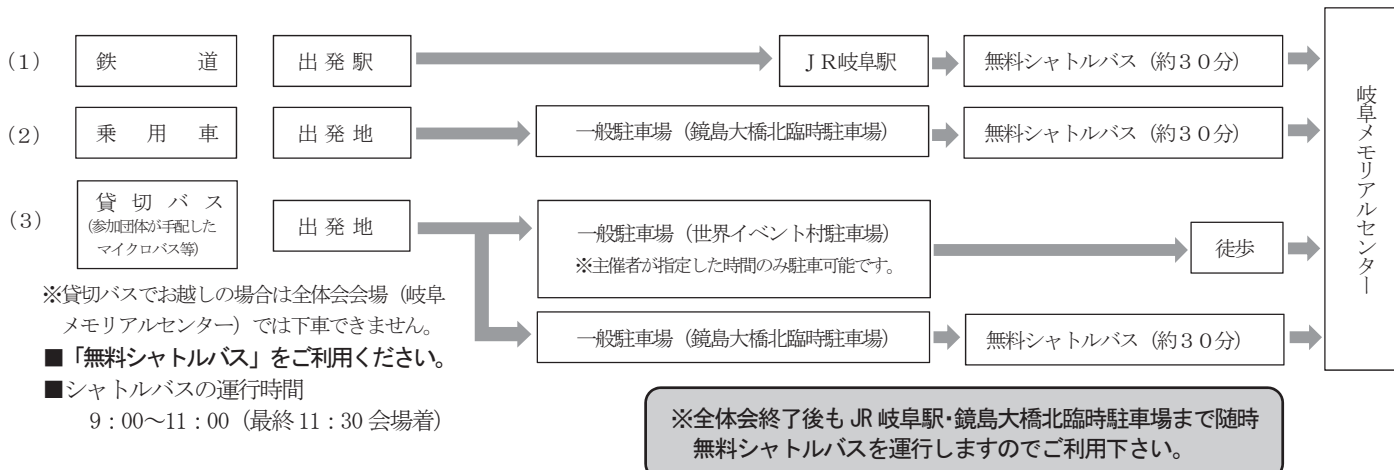 (1) 鉄道 出発駅 JR岐阜駅 無料シャトルバス（約30分）
(2) 乗用車 出発地 一般駐車場（鏡島大橋北臨時駐車場） 無料シャトルバス（約30分）
(3) 貸切バス
(参加団体が手配した
マイクロバス等)
出発地
一般駐車場（世界イベント村駐車場）
※主催者が指定した時間のみ駐車可能です。
徒歩
一般駐車場（鏡島大橋北臨時駐車場） 無料シャトルバス（約30分）
岐阜メモリアルセンター
※貸切バスでお越しの場合は全体会会場（岐阜
メモリアルセンター）では下車できません。
■「無料シャトルバス」をご利用ください。
■シャトルバスの運行時間
9：00～11：00（最終11：30会場着）
※全体会終了後もJR岐阜駅・鏡島大橋北臨時駐車場まで随時
無料シャトルバスを運行しますのでご利用下さい。